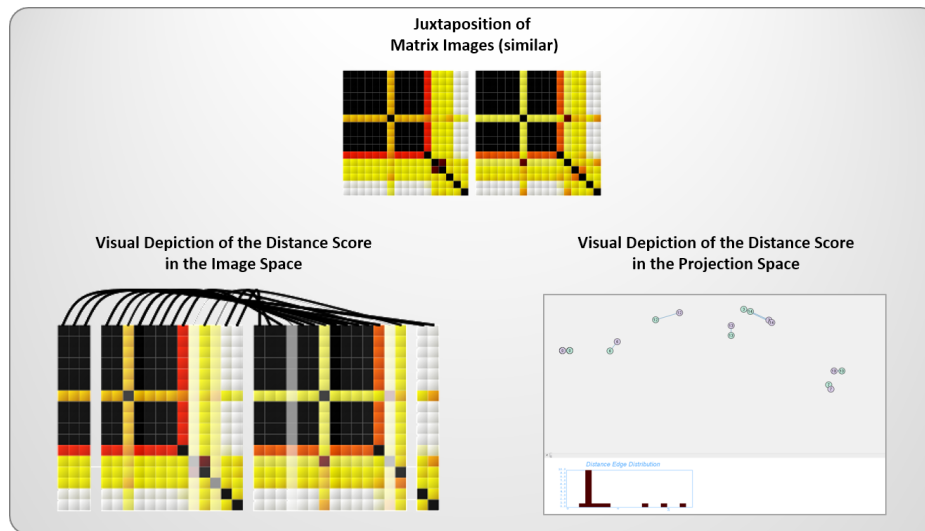 Juxtaposition of
Matrix Images (similar)
Visual Depiction of the Distance Score
in the Image Space
Visual Depiction of the Distance Score
in the Projection Space
Distance Edge Distribution